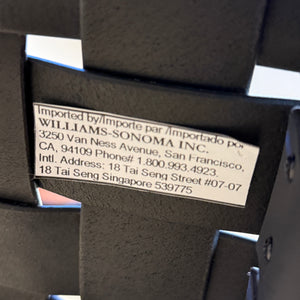 Imported by/Importe par /Importado por
WILLIAMS-SONOMA INC.
3250 Van Ness Avenue, San Francisco,
CA, 94109 Phone# 1.800.993.4923.
Intl. Address: 18 Tai Seng Street #07-07
18 Tai Seng Singapore 539775